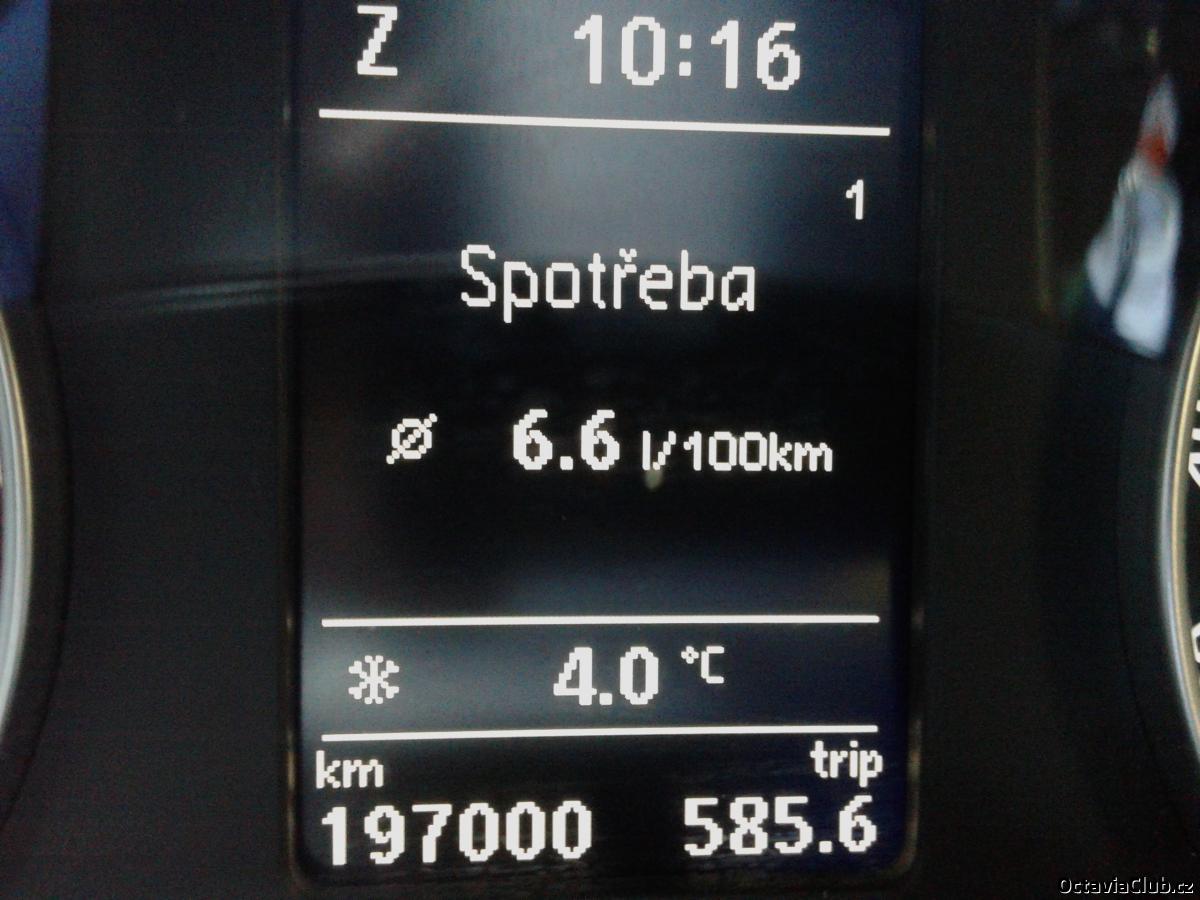 Z 10:16
1
Spotřeba
ø 6.6 l/100km
4.0 °C
km trip
197000 585.6
OctaviaClub.cz